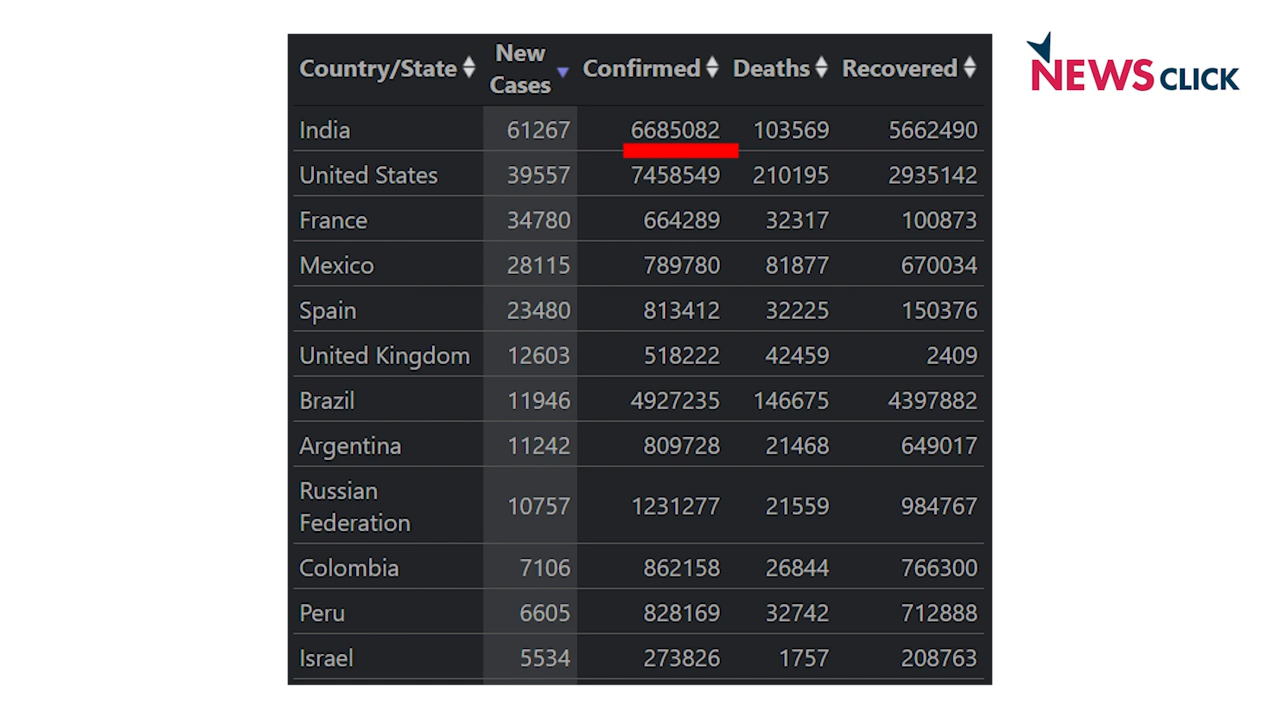 NEWS CLICK
Country/State New Cases Confirmed Deaths Recovered
India 61267 6685082 103569 5662490
United States 39557 7458549 210195 2935142
France 34780 664289 32317 100873
Mexico 28115 789780 81877 670034
Spain 23480 813412 32225 150376
United Kingdom 12603 518222 42459 2409
Brazil 11946 4927235 146675 4397882
Argentina 11242 809728 21468 649017
Russian Federation 10757 1231277 21559 984767
Colombia 7106 862158 26844 766300
Peru 6605 828169 32742 712888
Israel 5534 273826 1757 208763